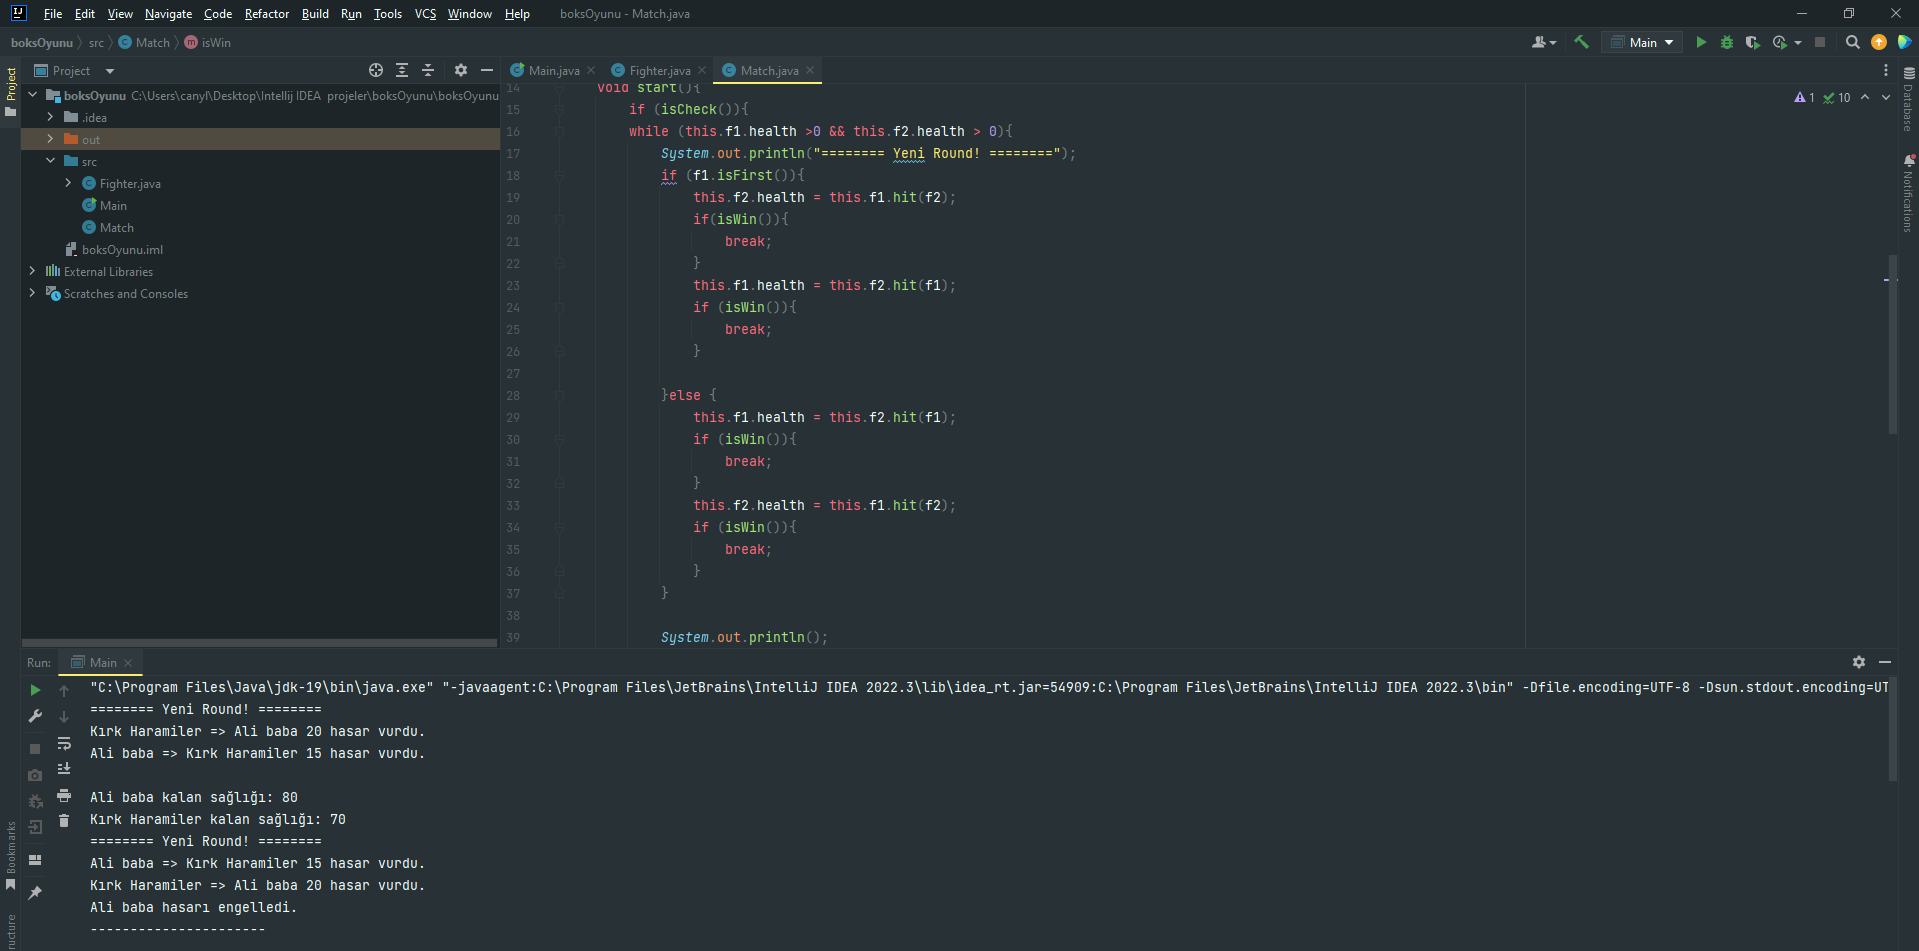 File Edit View Navigate Code Refactor Build Run Tools VCS Window Help boksOyunu - Match.java
boksOyunu src Match isWin Main
Project
Project
boksOyunu C:\Users\canyl\Desktop\Intellij IDEA projeler\boksOyunu\boksOyunu
.idea
out
src
Fighter.java
Main
Match
boksOyunu.iml
External Libraries
Scratches and Consoles
Main.java Fighter.java Match.java
1 10
14 void start(){
15 if (isCheck()){
16 while (this.f1.health >0 && this.f2.health > 0){
17 System.out.println("======== Yeni Round! ========");
18 if (f1.isFirst()){
19 this.f2.health = this.f1.hit(f2);
20 if(isWin()){
21 break;
22 }
23 this.f1.health = this.f2.hit(f1);
24 if (isWin()){
25 break;
26 }
27
28 }else {
29 this.f1.health = this.f2.hit(f1);
30 if (isWin()){
31 break;
32 }
33 this.f2.health = this.f1.hit(f2);
34 if (isWin()){
35 break;
36 }
37 }
38
39 System.out.println();
Database
Notifications
Run: Main
"C:\Program Files\Java\jdk-19\bin\java.exe" "-javaagent:C:\Program Files\JetBrains\IntelliJ IDEA 2022.3\lib\idea_rt.jar=54909:C:\Program Files\JetBrains\IntelliJ IDEA 2022.3\bin" -Dfile.encoding=UTF-8 -Dsun.stdout.encoding=UT
======== Yeni Round! ========
Kırk Haramiler => Ali baba 20 hasar vurdu.
Ali baba => Kırk Haramiler 15 hasar vurdu.
Ali baba kalan sağlığı: 80
Kırk Haramiler kalan sağlığı: 70
======== Yeni Round! ========
Ali baba => Kırk Haramiler 15 hasar vurdu.
Kırk Haramiler => Ali baba 20 hasar vurdu.
Ali baba hasarı engelledi.
----------------------
Bookmarks
ructure